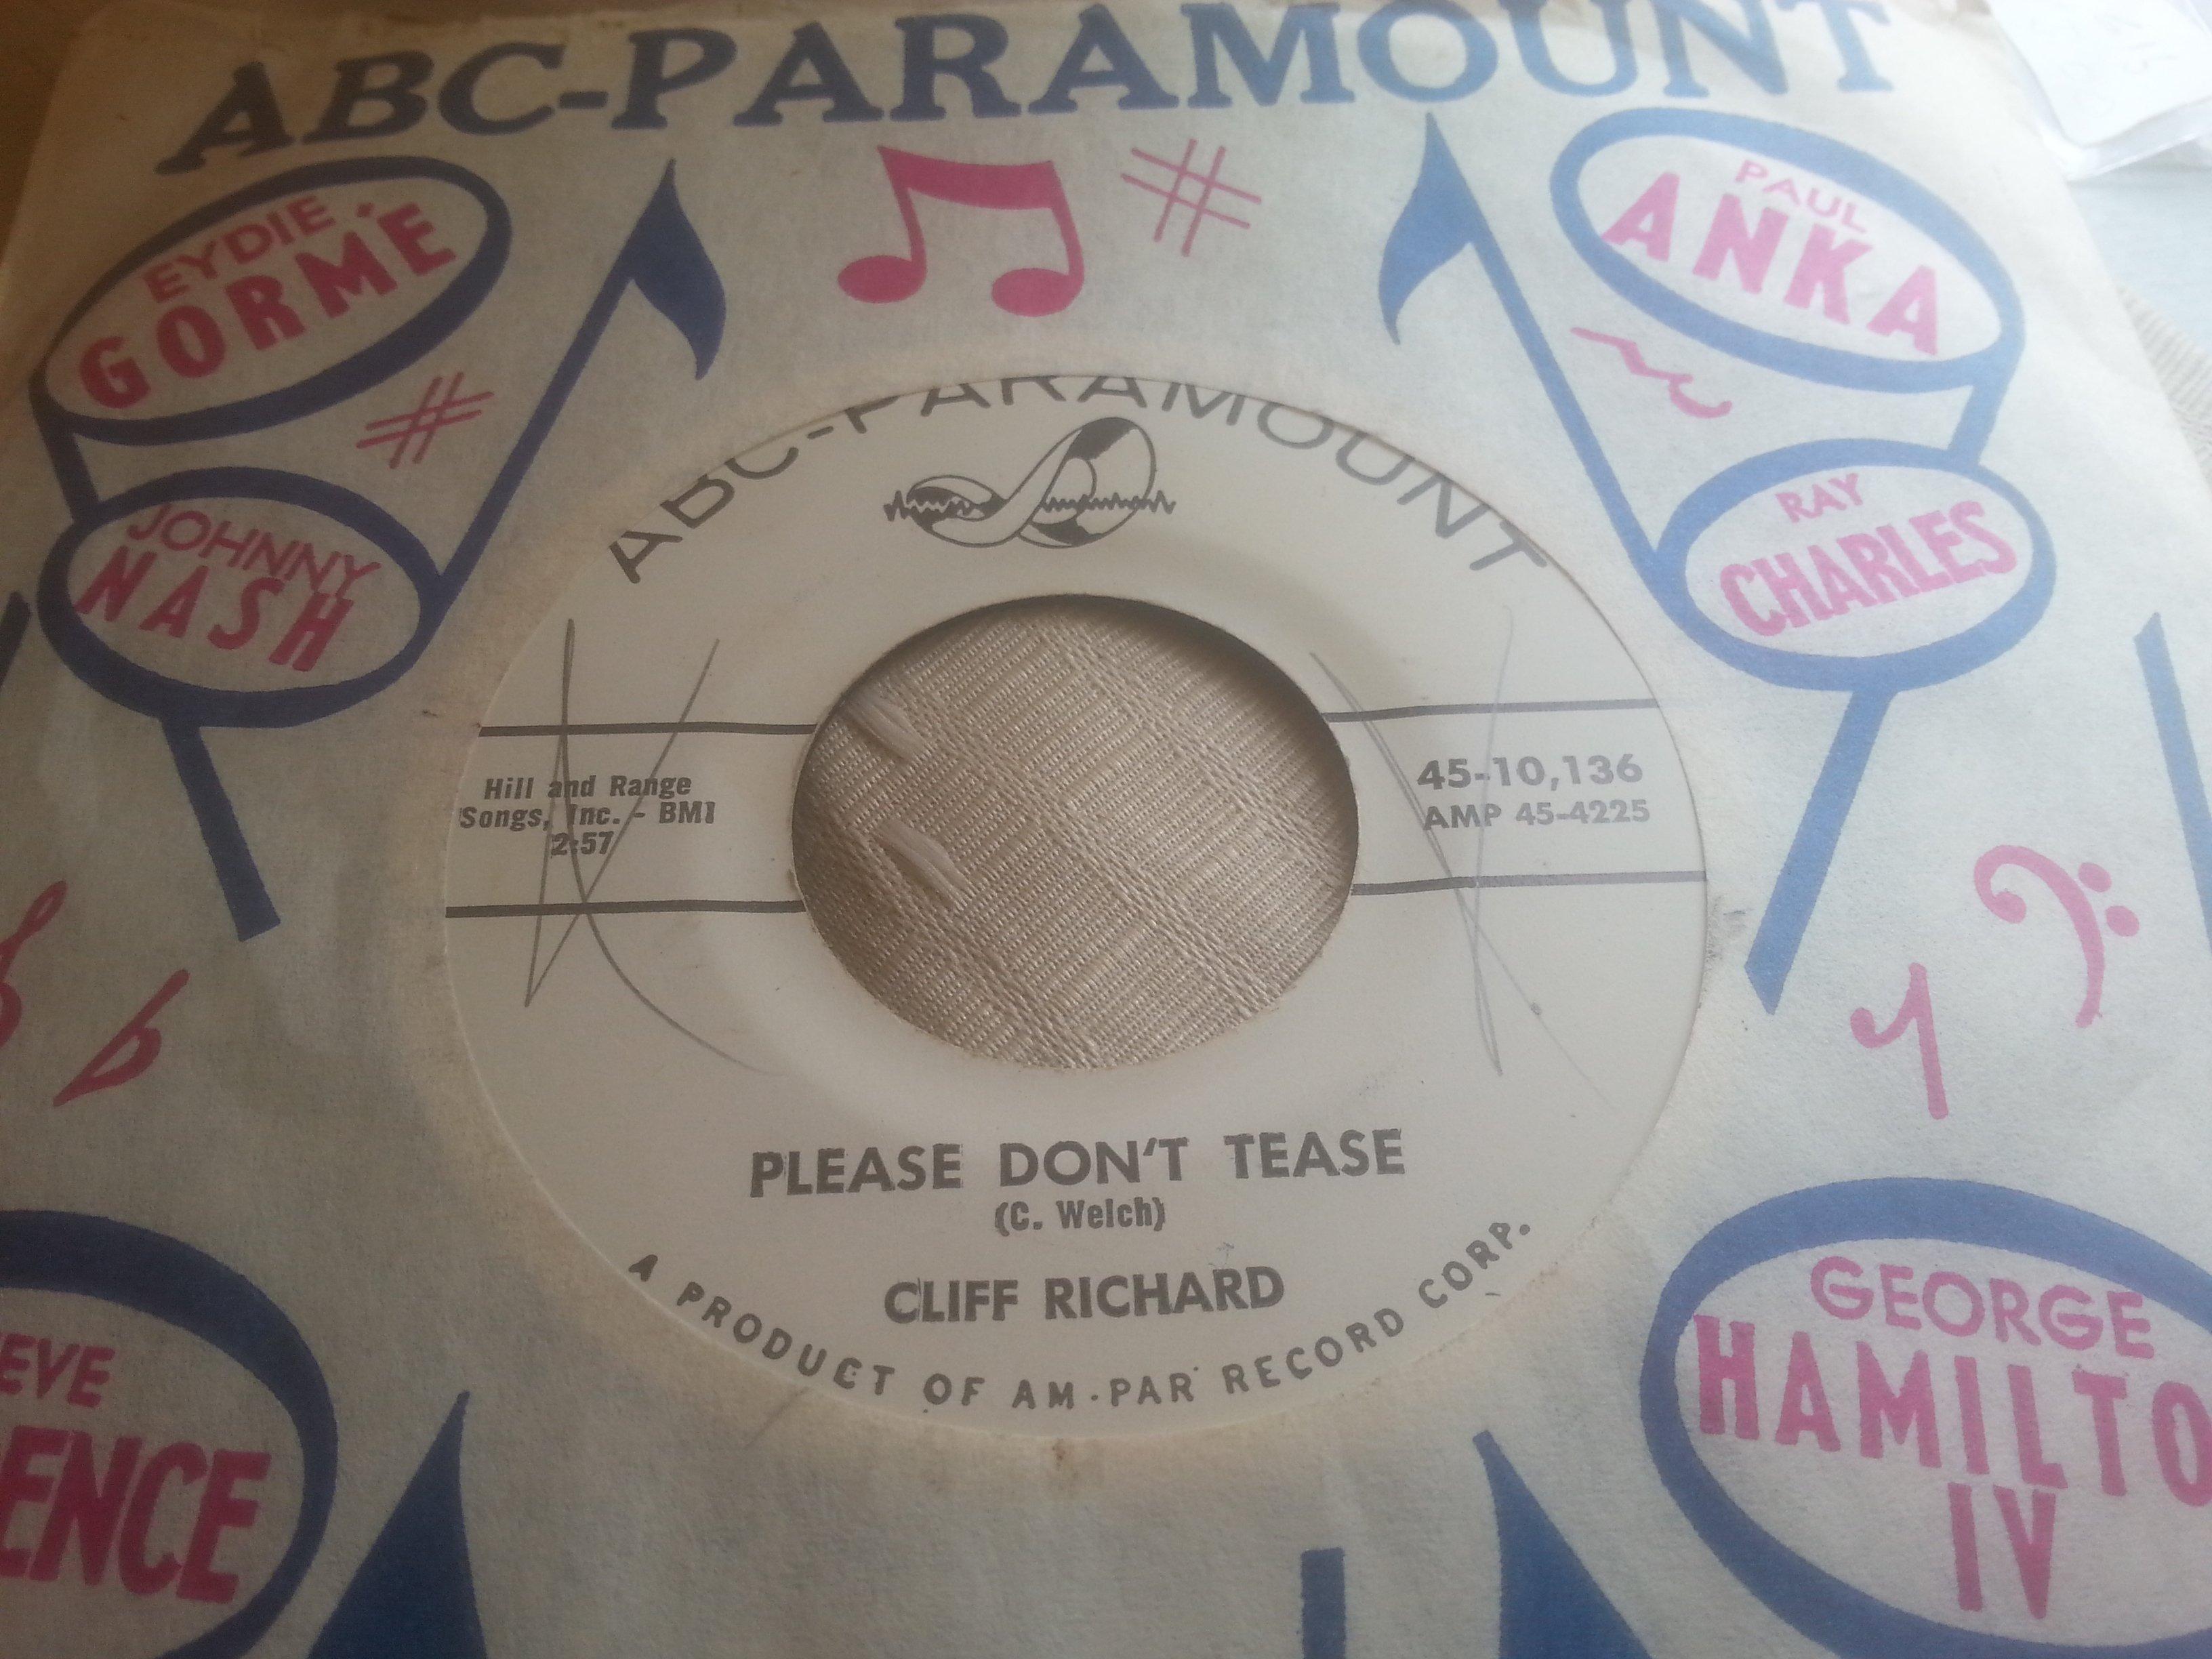 ABC-PARAMOUNT
EYDIE
GORMÉ
PAUL
ANKA
JOHNNY
NASH
RAY
CHARLES
ABC-PARAMOUNT
Hill and Range
Songs, Inc. - BMI
2:57
45-10,136
AMP 45-4225
PLEASE DON'T TEASE
(C. Welch)
CLIFF RICHARD
A PRODUCT OF AM-PAR RECORD CORP.
EVE
ENCE
GEORGE
HAMILTO
IV